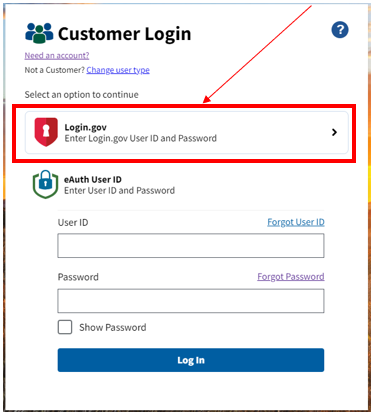 Customer Login
?
Need an account?
Not a Customer? Change user type
Select an option to continue
Login.gov
Enter Login.gov User ID and Password
eAuth User ID
Enter User ID and Password
User ID Forgot User ID
Password Forgot Password
Show Password
Log In